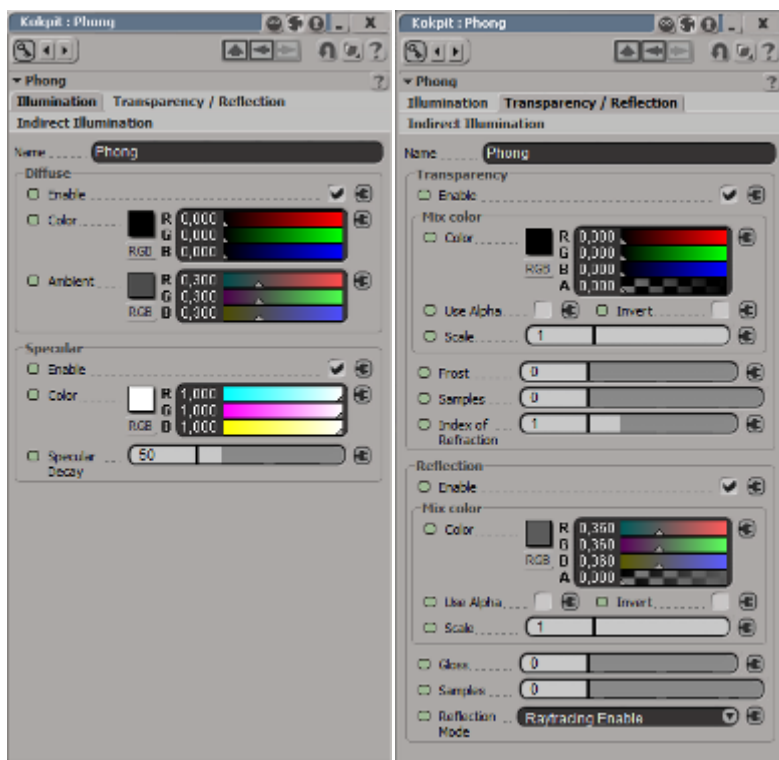 Kokpit : Phong
Phong
Illumination Transparency / Reflection
Indirect Illumination
Name Phong
Diffuse
Enable
Color R 0,000
G 0,000
RGB B 0,000
Ambient R 0,300
G 0,300
RGB B 0,300
Specular
Enable
Color R 1,000
G 1,000
RGB B 1,000
Specular Decay 50
Kokpit : Phong
Phong
Illumination Transparency / Reflection
Indirect Illumination
Name Phong
Transparency
Enable
Mix color
Color R 0,000
G 0,000
RGB B 0,000
A 0,000
Use Alpha Invert
Scale 1
Frost 0
Samples 0
Index of Refraction 1
Reflection
Enable
Mix color
Color R 0,360
G 0,360
RGB B 0,360
A 0,000
Use Alpha Invert
Scale 1
Gloss 0
Samples 0
Reflection Mode Raytracing Enable